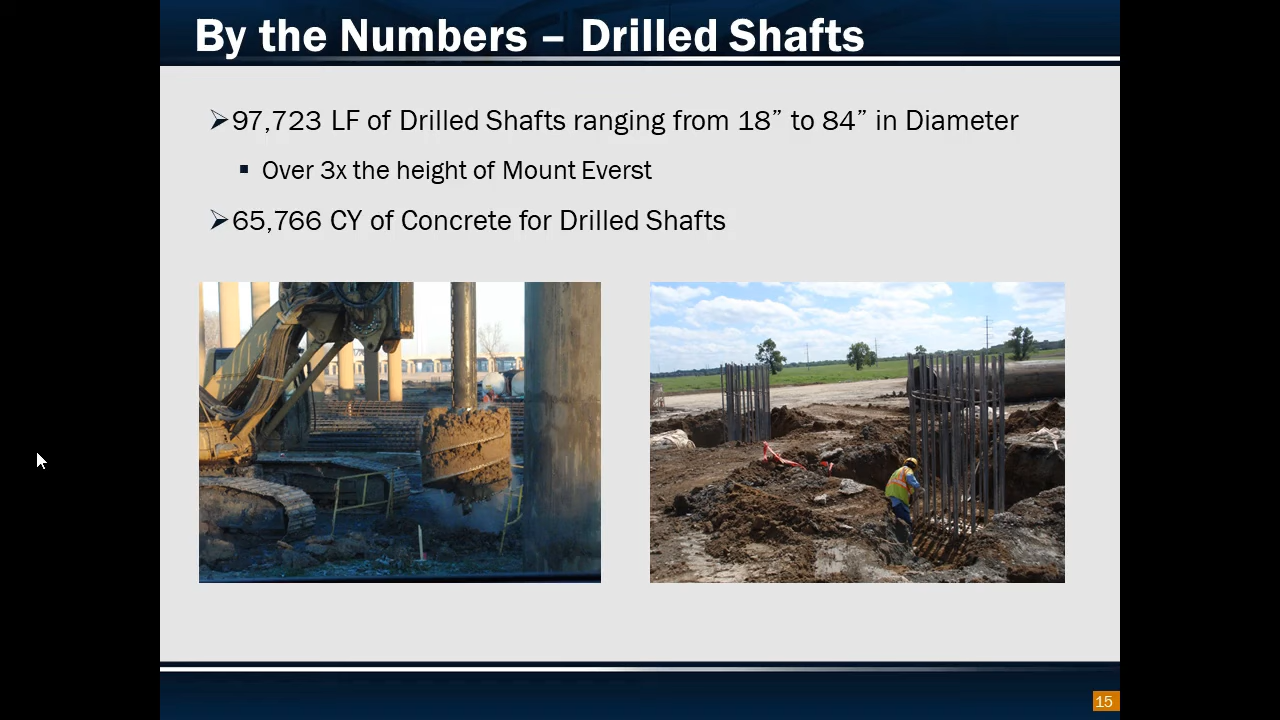 By the Numbers – Drilled Shafts
97,723 LF of Drilled Shafts ranging from 18” to 84” in Diameter
Over 3x the height of Mount Everst
65,766 CY of Concrete for Drilled Shafts
15